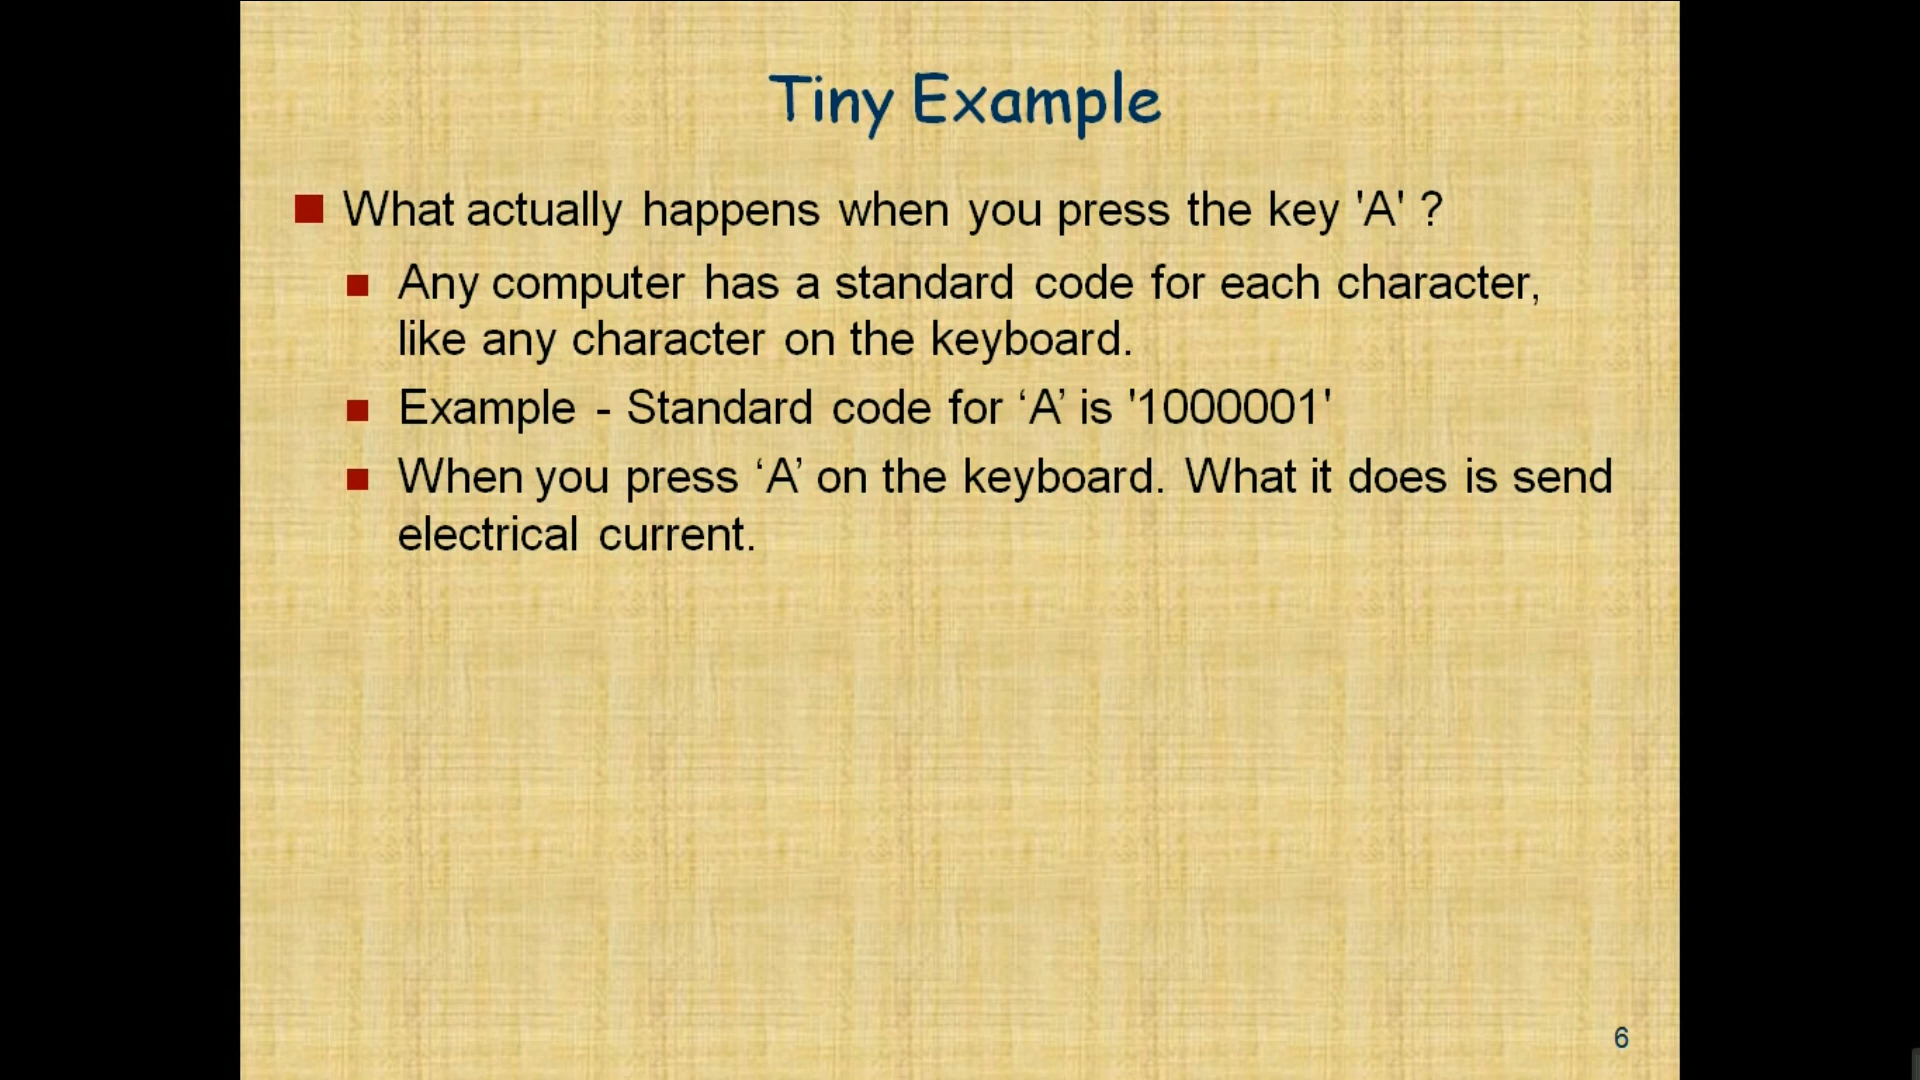 Tiny Example
What actually happens when you press the key 'A' ?
Any computer has a standard code for each character,
like any character on the keyboard.
Example - Standard code for ‘A’ is '1000001'
When you press ‘A’ on the keyboard. What it does is send
electrical current.
6